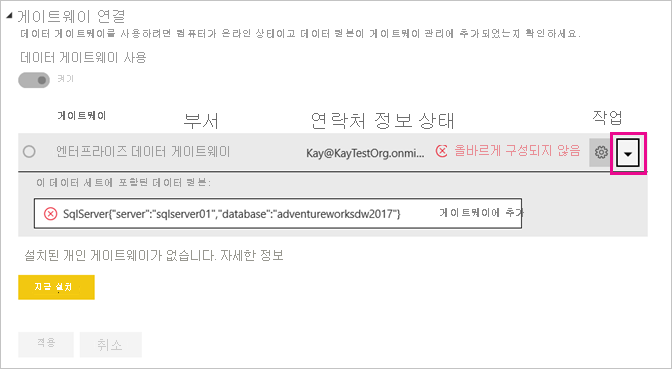 게이트웨이 연결
데이터 게이트웨이를 사용하려면 컴퓨터가 온라인 상태이고 데이터 원본이 게이트웨이 관리에 추가되었는지 확인하세요.
데이터 게이트웨이 사용
켜기
게이트웨이 부서 연락처 정보 상태 작업
엔터프라이즈 데이터 게이트웨이 Kay@KayTestOrg.onmi... 올바르게 구성되지 않음
이 데이터 세트에 포함된 데이터 원본:
SqlServer{"server":"sqlserver01","database":"adventureworksdw2017"} 게이트웨이에 추가
설치된 개인 게이트웨이가 없습니다. 자세한 정보
지금 설치
적용 취소